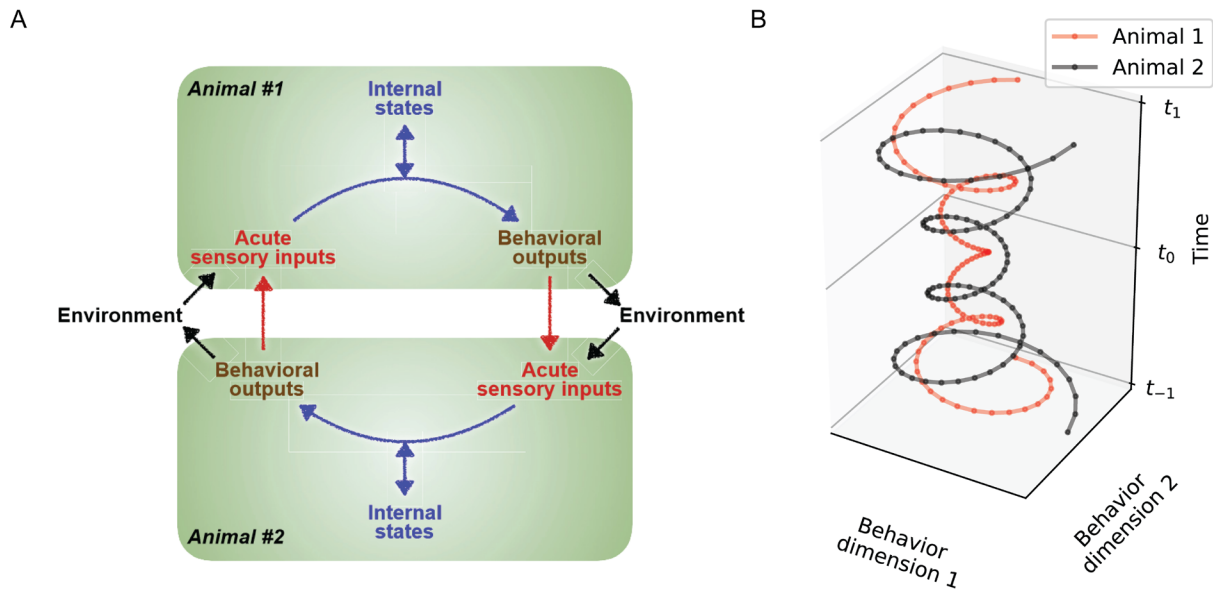 A
Animal #1
Internal
states
Acute
sensory inputs
Behavioral
outputs
Environment
Environment
Behavioral
outputs
Acute
sensory inputs
Internal
states
Animal #2
B
Animal 1
Animal 2
t1
t0
t−1
Time
Behavior
dimension 1
Behavior
dimension 2